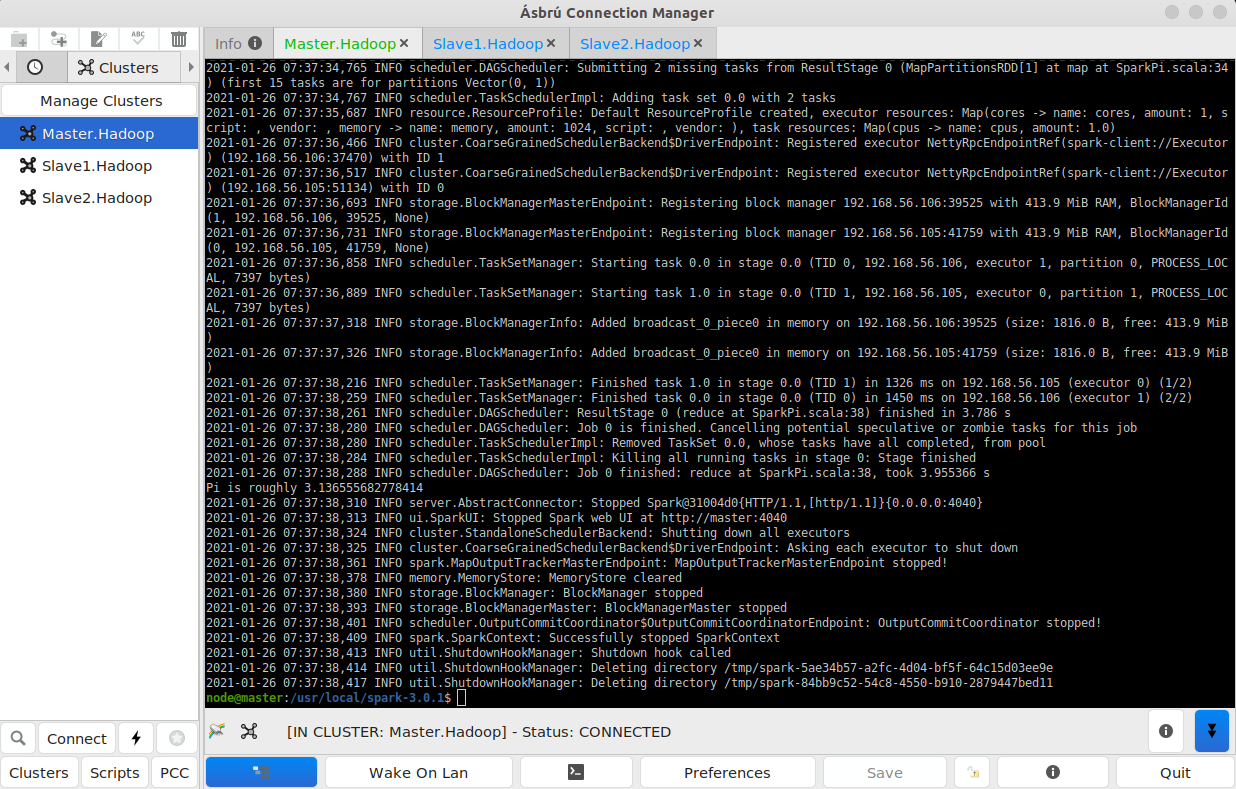 Ásbrú Connection Manager
Info
Master.Hadoop
Slave1.Hadoop
Slave2.Hadoop
ABC
Clusters
Manage Clusters
Master.Hadoop
Slave1.Hadoop
Slave2.Hadoop
2021-01-26 07:37:34,765 INFO scheduler.DAGScheduler: Submitting 2 missing tasks from ResultStage 0 (MapPartitionsRDD[1] at map at SparkPi.scala:34
) (first 15 tasks are for partitions Vector(0, 1))
2021-01-26 07:37:34,767 INFO scheduler.TaskSchedulerImpl: Adding task set 0.0 with 2 tasks
2021-01-26 07:37:35,687 INFO resource.ResourceProfile: Default ResourceProfile created, executor resources: Map(cores -> name: cores, amount: 1, s
cript: , vendor: , memory -> name: memory, amount: 1024, script: , vendor: ), task resources: Map(cpus -> name: cpus, amount: 1.0)
2021-01-26 07:37:36,466 INFO cluster.CoarseGrainedSchedulerBackend$DriverEndpoint: Registered executor NettyRpcEndpointRef(spark-client://Executor
) (192.168.56.106:37470) with ID 1
2021-01-26 07:37:36,517 INFO cluster.CoarseGrainedSchedulerBackend$DriverEndpoint: Registered executor NettyRpcEndpointRef(spark-client://Executor
) (192.168.56.105:51134) with ID 0
2021-01-26 07:37:36,693 INFO storage.BlockManagerMasterEndpoint: Registering block manager 192.168.56.106:39525 with 413.9 MiB RAM, BlockManagerId
(1, 192.168.56.106, 39525, None)
2021-01-26 07:37:36,731 INFO storage.BlockManagerMasterEndpoint: Registering block manager 192.168.56.105:41759 with 413.9 MiB RAM, BlockManagerId
(0, 192.168.56.105, 41759, None)
2021-01-26 07:37:36,858 INFO scheduler.TaskSetManager: Starting task 0.0 in stage 0.0 (TID 0, 192.168.56.106, executor 1, partition 0, PROCESS_LOC
AL, 7397 bytes)
2021-01-26 07:37:36,889 INFO scheduler.TaskSetManager: Starting task 1.0 in stage 0.0 (TID 1, 192.168.56.105, executor 0, partition 1, PROCESS_LOC
AL, 7397 bytes)
2021-01-26 07:37:37,318 INFO storage.BlockManagerInfo: Added broadcast_0_piece0 in memory on 192.168.56.106:39525 (size: 1816.0 B, free: 413.9 MiB
)
2021-01-26 07:37:37,326 INFO storage.BlockManagerInfo: Added broadcast_0_piece0 in memory on 192.168.56.105:41759 (size: 1816.0 B, free: 413.9 MiB
)
2021-01-26 07:37:38,216 INFO scheduler.TaskSetManager: Finished task 1.0 in stage 0.0 (TID 1) in 1326 ms on 192.168.56.105 (executor 0) (1/2)
2021-01-26 07:37:38,259 INFO scheduler.TaskSetManager: Finished task 0.0 in stage 0.0 (TID 0) in 1450 ms on 192.168.56.106 (executor 1) (2/2)
2021-01-26 07:37:38,261 INFO scheduler.DAGScheduler: ResultStage 0 (reduce at SparkPi.scala:38) finished in 3.786 s
2021-01-26 07:37:38,280 INFO scheduler.DAGScheduler: Job 0 is finished. Cancelling potential speculative or zombie tasks for this job
2021-01-26 07:37:38,280 INFO scheduler.TaskSchedulerImpl: Removed TaskSet 0.0, whose tasks have all completed, from pool
2021-01-26 07:37:38,284 INFO scheduler.TaskSchedulerImpl: Killing all running tasks in stage 0: Stage finished
2021-01-26 07:37:38,288 INFO scheduler.DAGScheduler: Job 0 finished: reduce at SparkPi.scala:38, took 3.955366 s
Pi is roughly 3.136555682778414
2021-01-26 07:37:38,310 INFO server.AbstractConnector: Stopped Spark@31004d0{HTTP/1.1,[http/1.1]}{0.0.0.0:4040}
2021-01-26 07:37:38,313 INFO ui.SparkUI: Stopped Spark web UI at http://master:4040
2021-01-26 07:37:38,324 INFO cluster.StandaloneSchedulerBackend: Shutting down all executors
2021-01-26 07:37:38,325 INFO cluster.CoarseGrainedSchedulerBackend$DriverEndpoint: Asking each executor to shut down
2021-01-26 07:37:38,361 INFO spark.MapOutputTrackerMasterEndpoint: MapOutputTrackerMasterEndpoint stopped!
2021-01-26 07:37:38,378 INFO memory.MemoryStore: MemoryStore cleared
2021-01-26 07:37:38,380 INFO storage.BlockManager: BlockManager stopped
2021-01-26 07:37:38,393 INFO storage.BlockManagerMaster: BlockManagerMaster stopped
2021-01-26 07:37:38,401 INFO scheduler.OutputCommitCoordinator$OutputCommitCoordinatorEndpoint: OutputCommitCoordinator stopped!
2021-01-26 07:37:38,409 INFO spark.SparkContext: Successfully stopped SparkContext
2021-01-26 07:37:38,413 INFO util.ShutdownHookManager: Shutdown hook called
2021-01-26 07:37:38,414 INFO util.ShutdownHookManager: Deleting directory /tmp/spark-5ae34b57-a2fc-4d04-bf5f-64c15d03ee9e
2021-01-26 07:37:38,417 INFO util.ShutdownHookManager: Deleting directory /tmp/spark-84bb9c52-54c8-4550-b910-2879447bed11
node@master:/usr/local/spark-3.0.1$
Connect
[IN CLUSTER: Master.Hadoop] - Status: CONNECTED
Clusters
Scripts
PCC
Wake On Lan
Preferences
Save
Quit